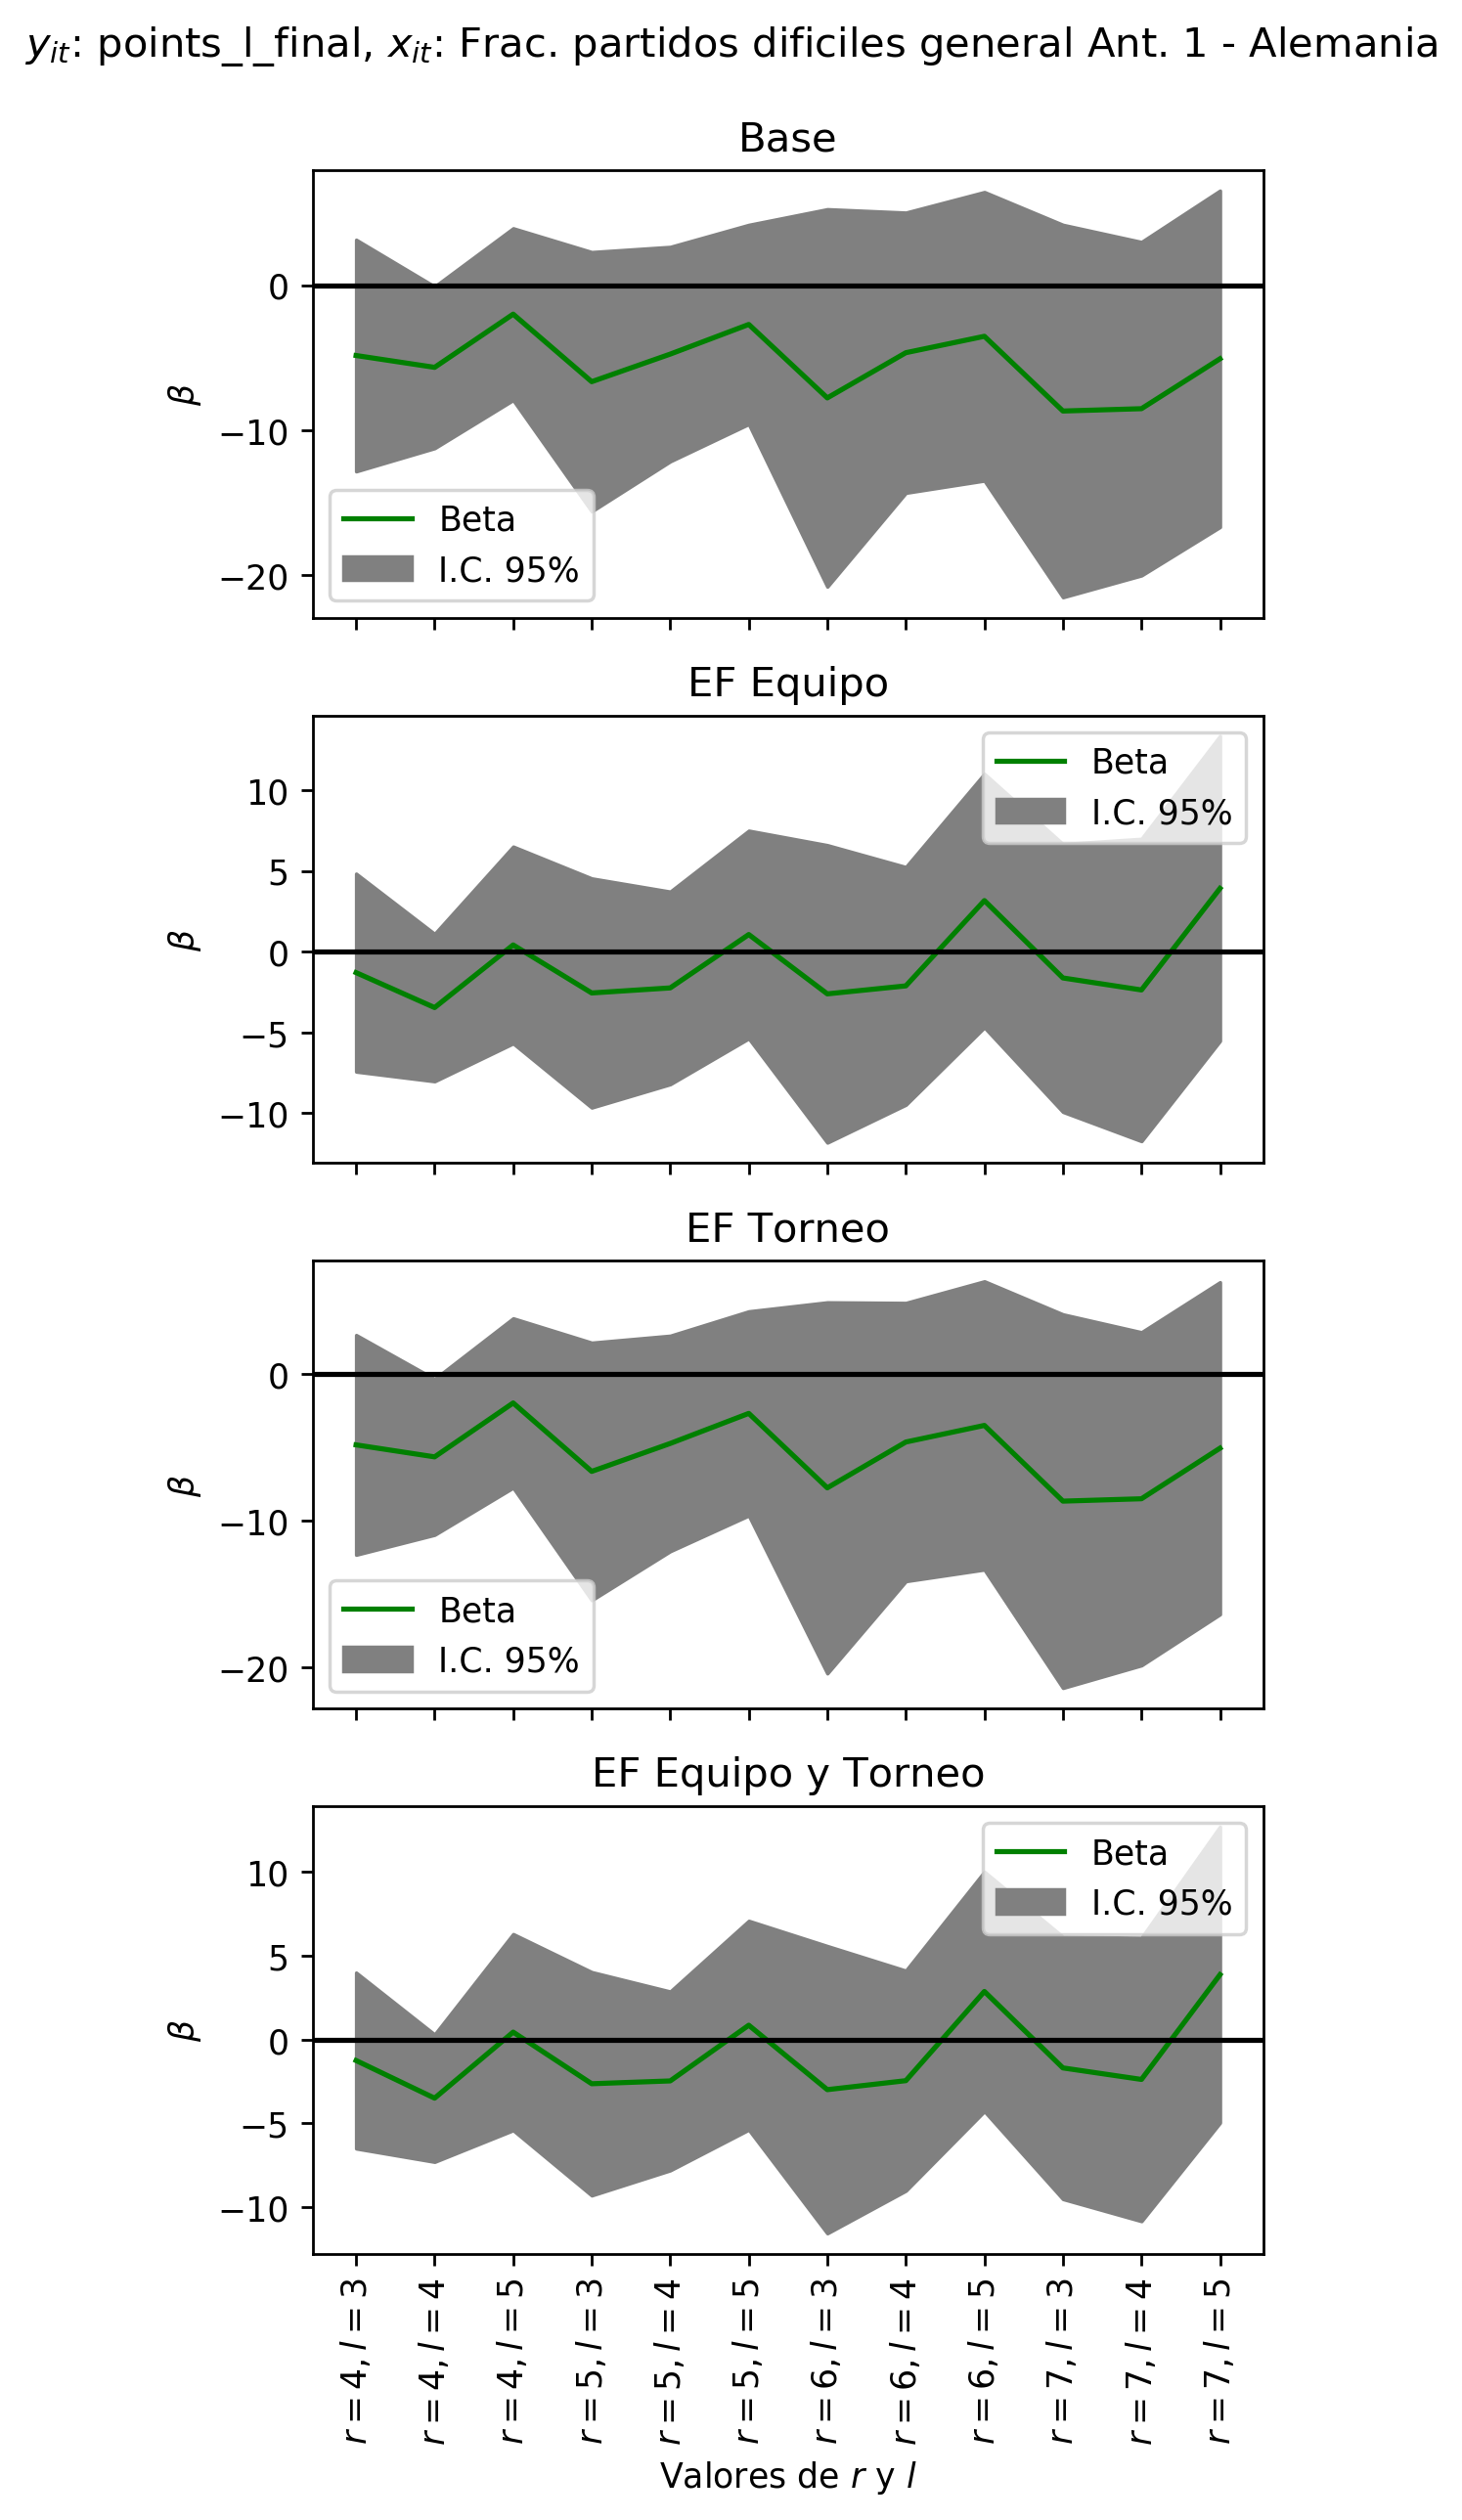 y_it: points_l_final, x_it: Frac. partidos dificiles general Ant. 1 - Alemania
Base
0
−10
−20
β
Beta
I.C. 95%
EF Equipo
10
5
0
−5
−10
β
Beta
I.C. 95%
EF Torneo
0
−10
−20
β
Beta
I.C. 95%
EF Equipo y Torneo
10
5
0
−5
−10
β
Beta
I.C. 95%
r = 4, l = 3
r = 4, l = 4
r = 4, l = 5
r = 5, l = 3
r = 5, l = 4
r = 5, l = 5
r = 6, l = 3
r = 6, l = 4
r = 6, l = 5
r = 7, l = 3
r = 7, l = 4
r = 7, l = 5
Valores de r y l